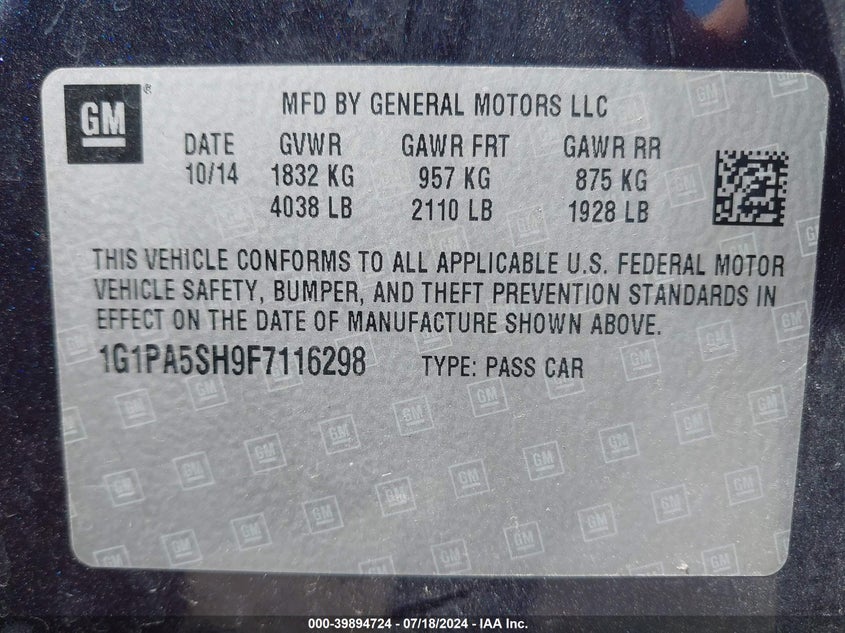 GM ® MFD BY GENERAL MOTORS LLC
DATE GVWR GAWR FRT GAWR RR
10/14 1832 KG 957 KG 875 KG
4038 LB 2110 LB 1928 LB
THIS VEHICLE CONFORMS TO ALL APPLICABLE U.S. FEDERAL MOTOR
VEHICLE SAFETY, BUMPER, AND THEFT PREVENTION STANDARDS IN
EFFECT ON THE DATE OF MANUFACTURE SHOWN ABOVE.
1G1PA5SH9F7116298 TYPE: PASS CAR
000-39894724 - 07/18/2024 - IAA Inc.